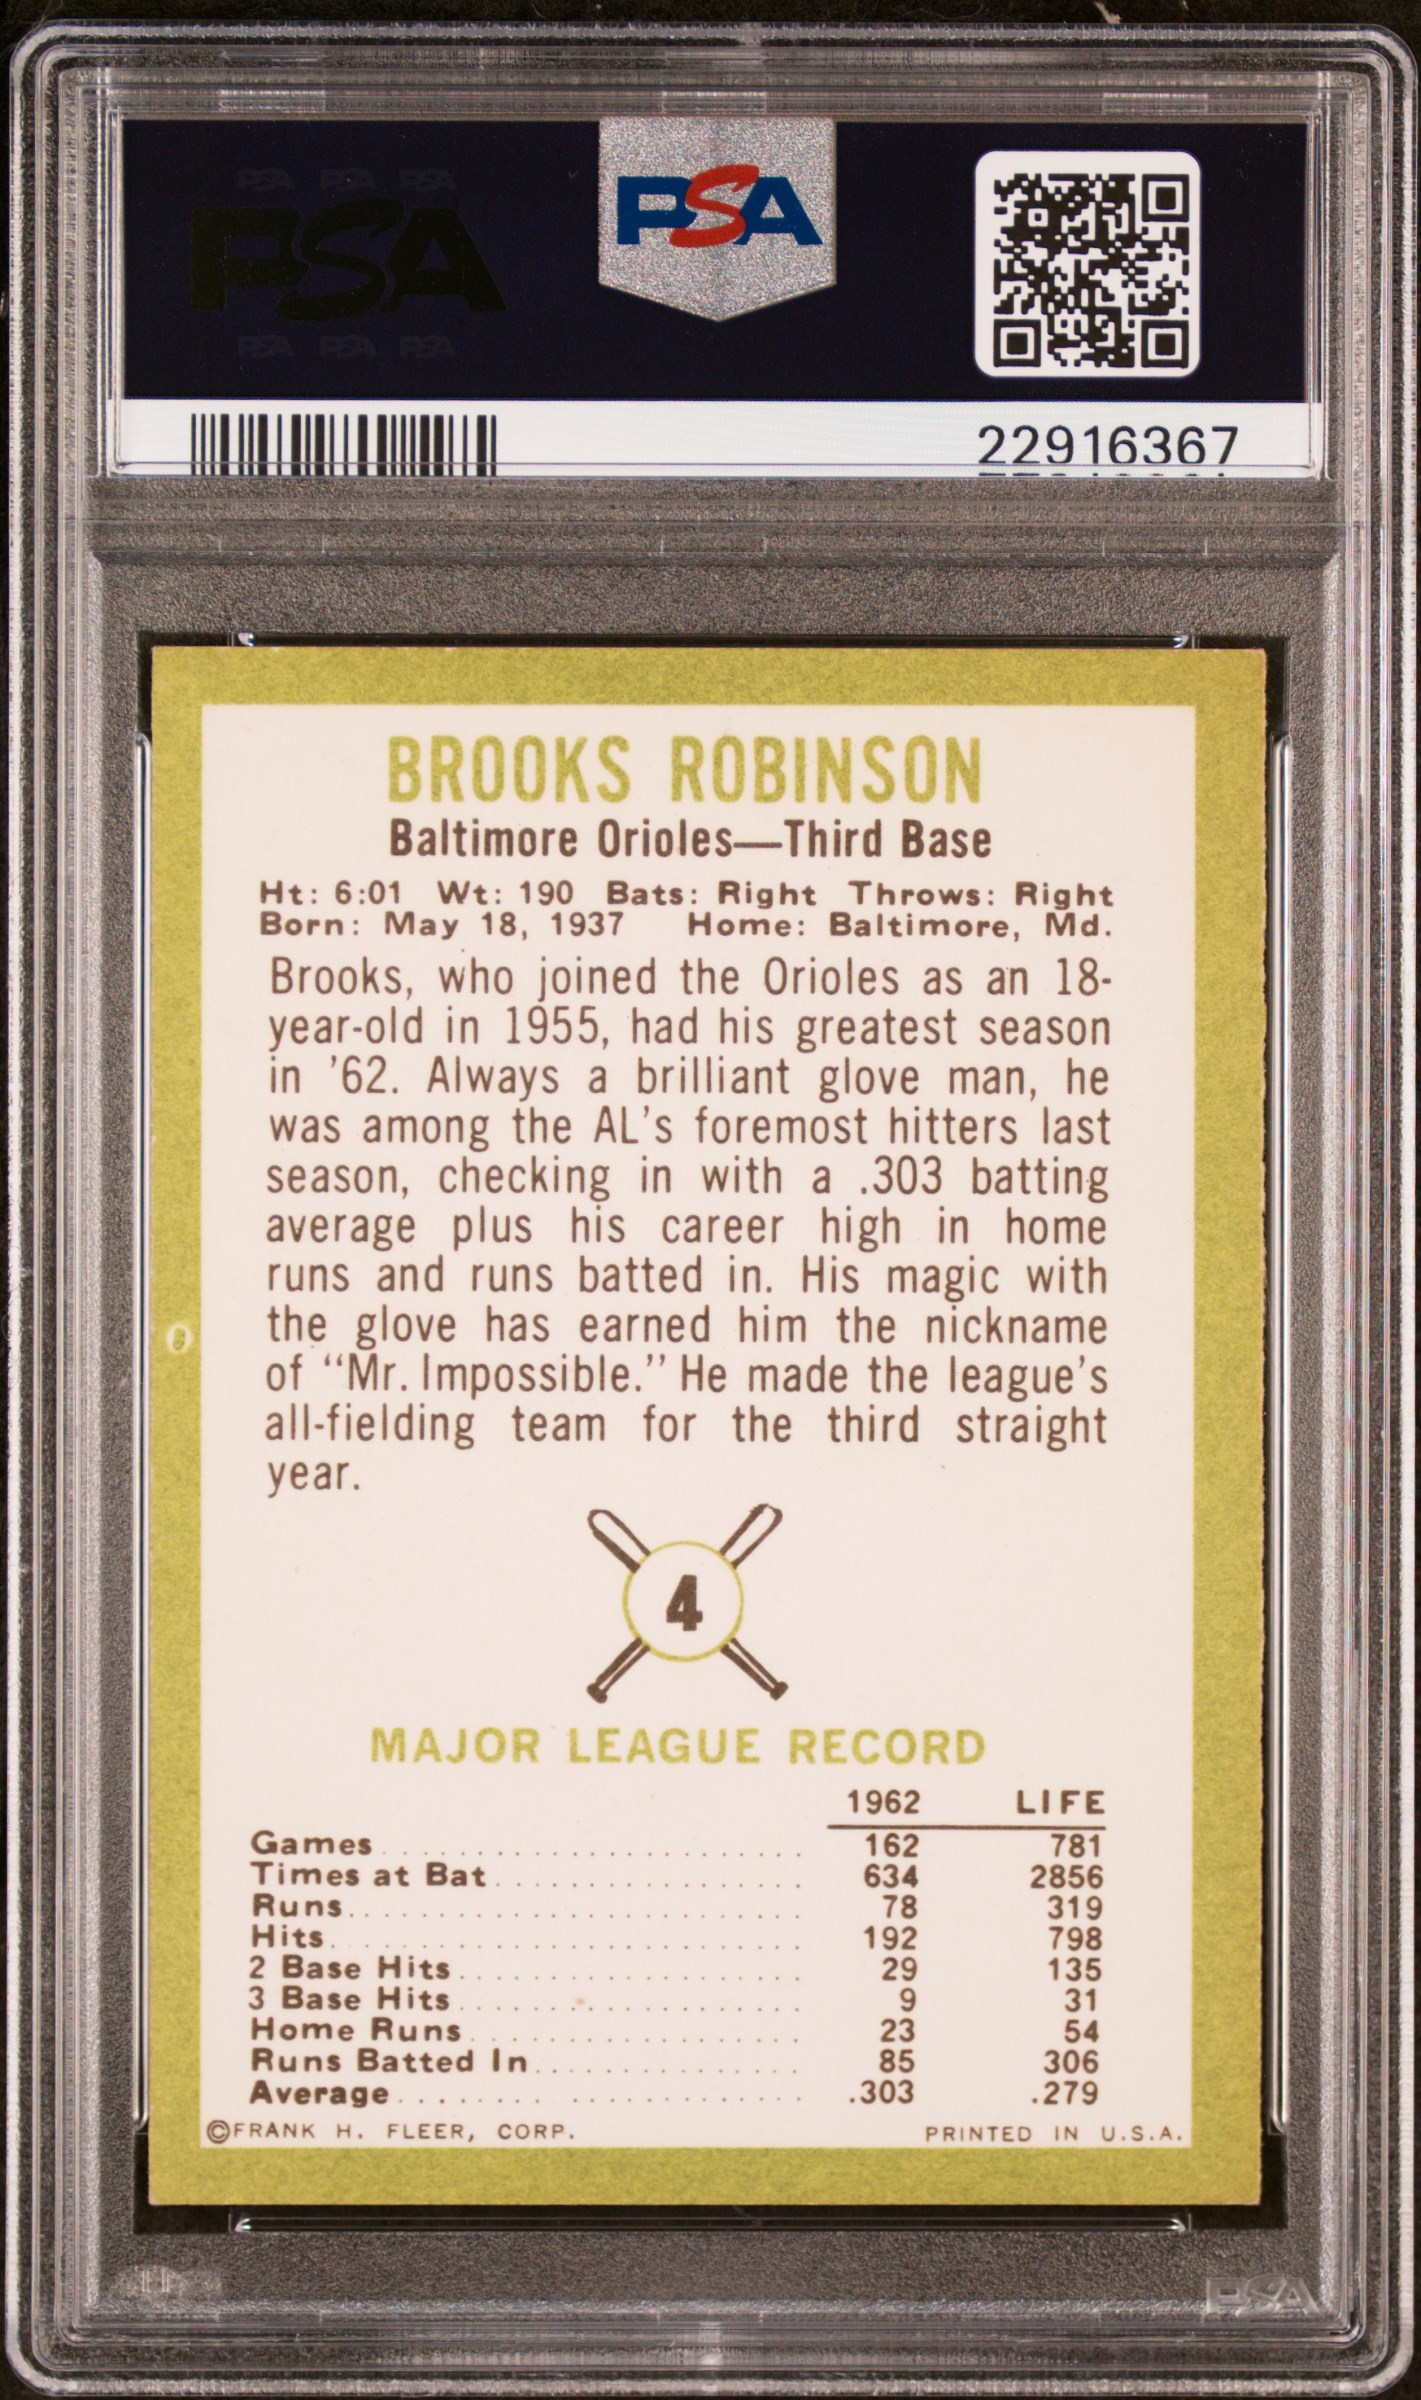 PSA PSA PSA
PSA
PSA PSA PSA
PSA
22916367
BROOKS ROBINSON
Baltimore Orioles—Third Base
Ht: 6:01 Wt: 190 Bats: Right Throws: Right
Born: May 18, 1937 Home: Baltimore, Md.
Brooks, who joined the Orioles as an 18-
year-old in 1955, had his greatest season
in '62. Always a brilliant glove man, he
was among the AL's foremost hitters last
season, checking in with a .303 batting
average plus his career high in home
runs and runs batted in. His magic with
the glove has earned him the nickname
of "Mr. Impossible." He made the league's
all-fielding team for the third straight
year.
4
MAJOR LEAGUE RECORD
1962 LIFE
Games 162 781
Times at Bat 634 2856
Runs 78 319
Hits 192 798
2 Base Hits 29 135
3 Base Hits 9 31
Home Runs 23 54
Runs Batted In 85 306
Average .303 .279
©FRANK H. FLEER, CORP. PRINTED IN U.S.A.
PSA